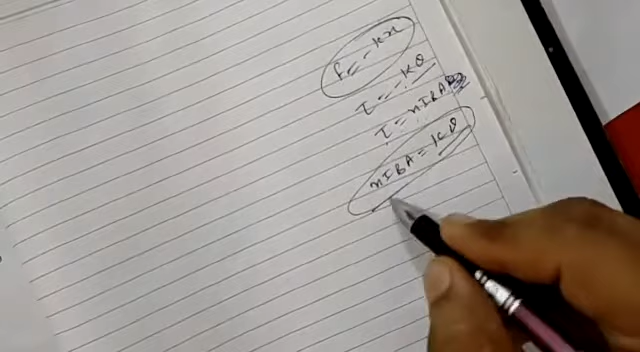 f = -kx
τ = -kθ
τ = nIBA
nIBA = kθ